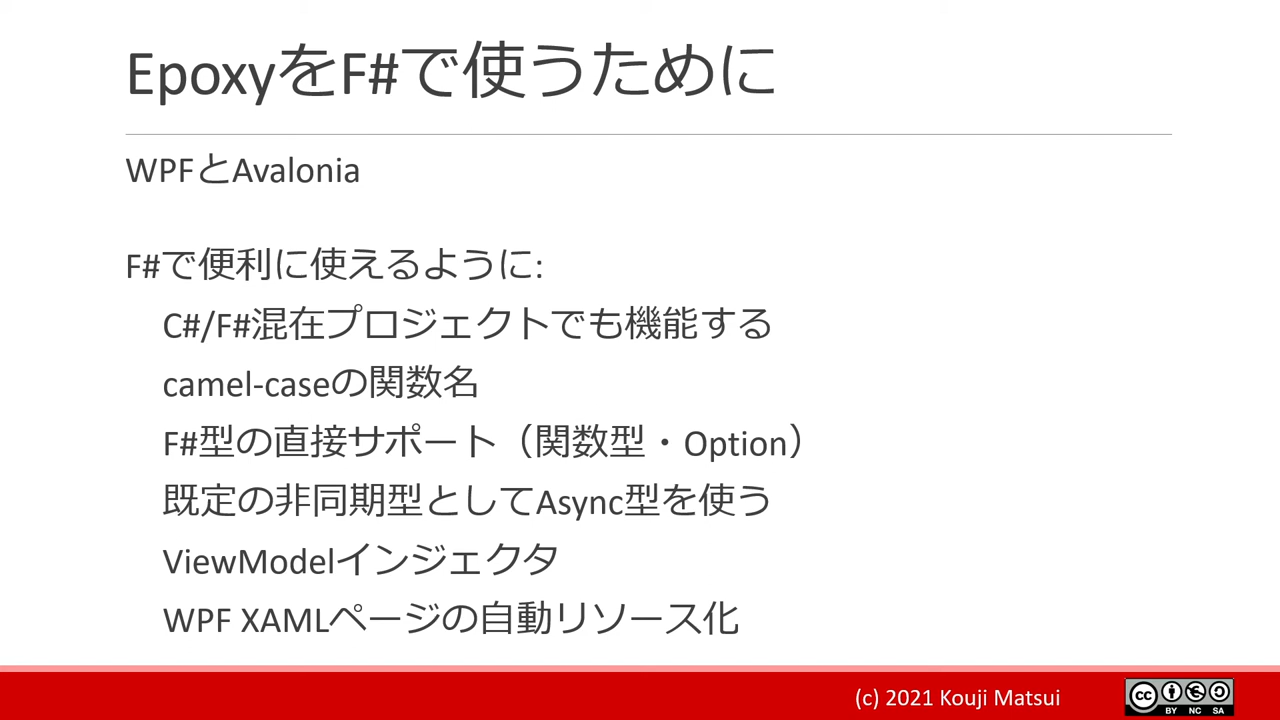 EpoxyをF#で使うために
WPFとAvalonia
F#で便利に使えるように:
C#/F#混在プロジェクトでも機能する
camel-caseの関数名
F#型の直接サポート（関数型・Option）
既定の非同期型としてAsync型を使う
ViewModelインジェクタ
WPF XAMLページの自動リソース化
(c) 2021 Kouji Matsui
cc
BY NC SA